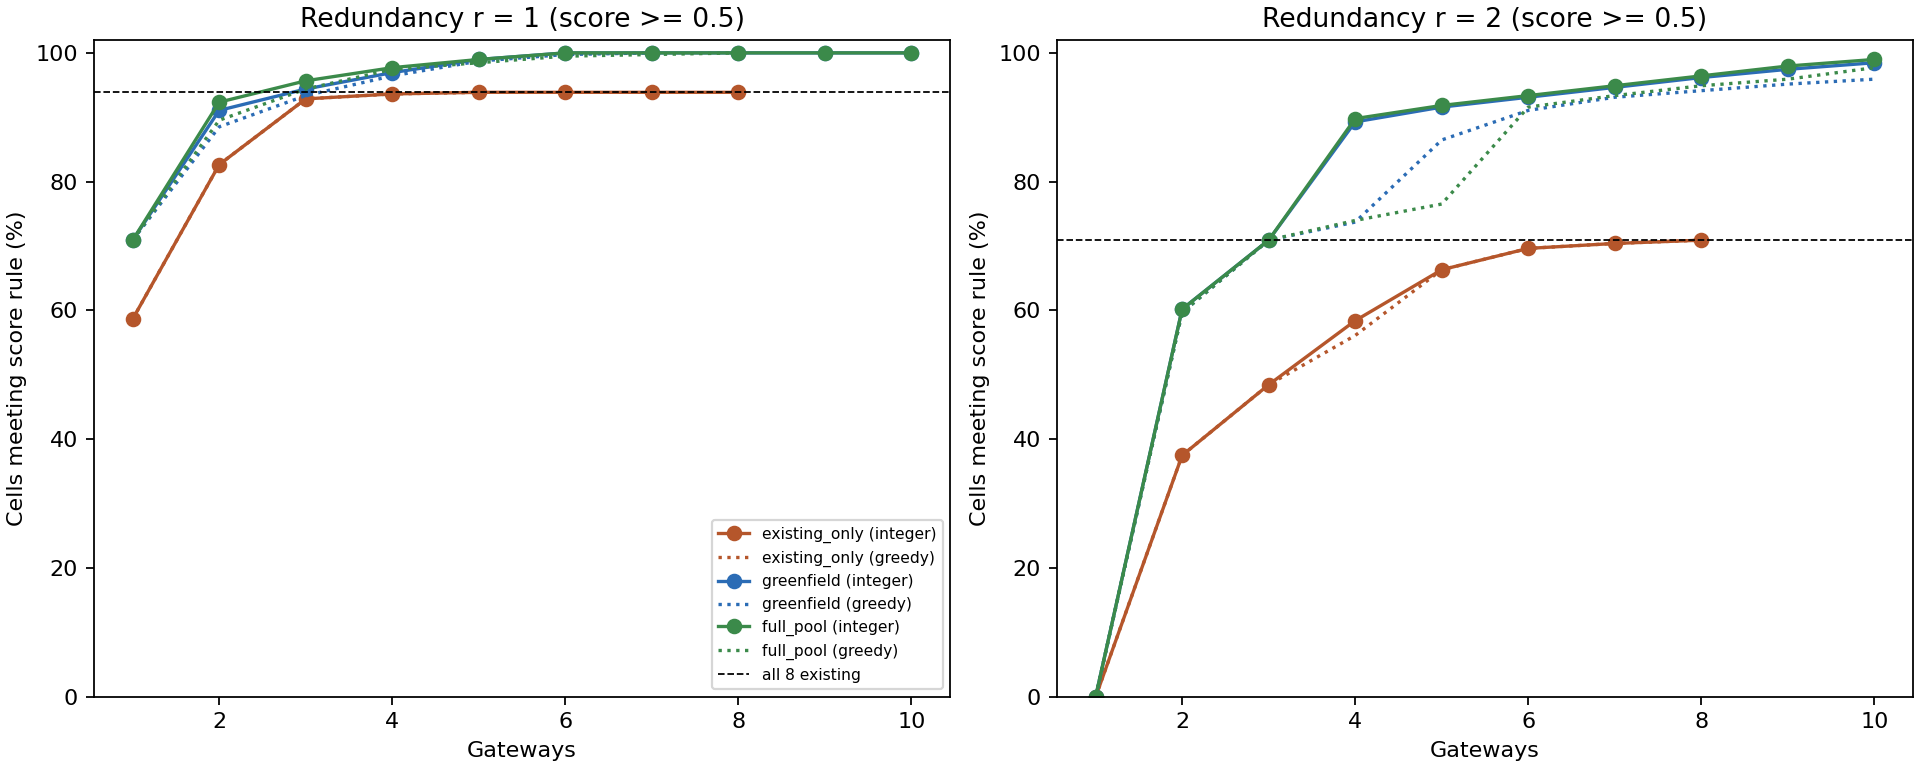 Redundancy r = 1 (score >= 0.5)
Cells meeting score rule (%)
100
80
60
40
20
0
2
4
6
8
10
Gateways
existing_only (integer)
existing_only (greedy)
greenfield (integer)
greenfield (greedy)
full_pool (integer)
full_pool (greedy)
all 8 existing
Redundancy r = 2 (score >= 0.5)
Cells meeting score rule (%)
100
80
60
40
20
0
2
4
6
8
10
Gateways